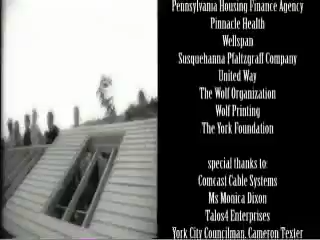 Pennsylvania Housing Finance Agency
Pinnacle Health
Wellspan
Susquehanna Pfaltzgraff Company
United Way
The Wolf Organization
Wolf Printing
The York Foundation
special thanks to:
Comcast Cable Systems
Ms Monica Dixon
Talos4 Enterprises
York City Councilman, Cameron Texter